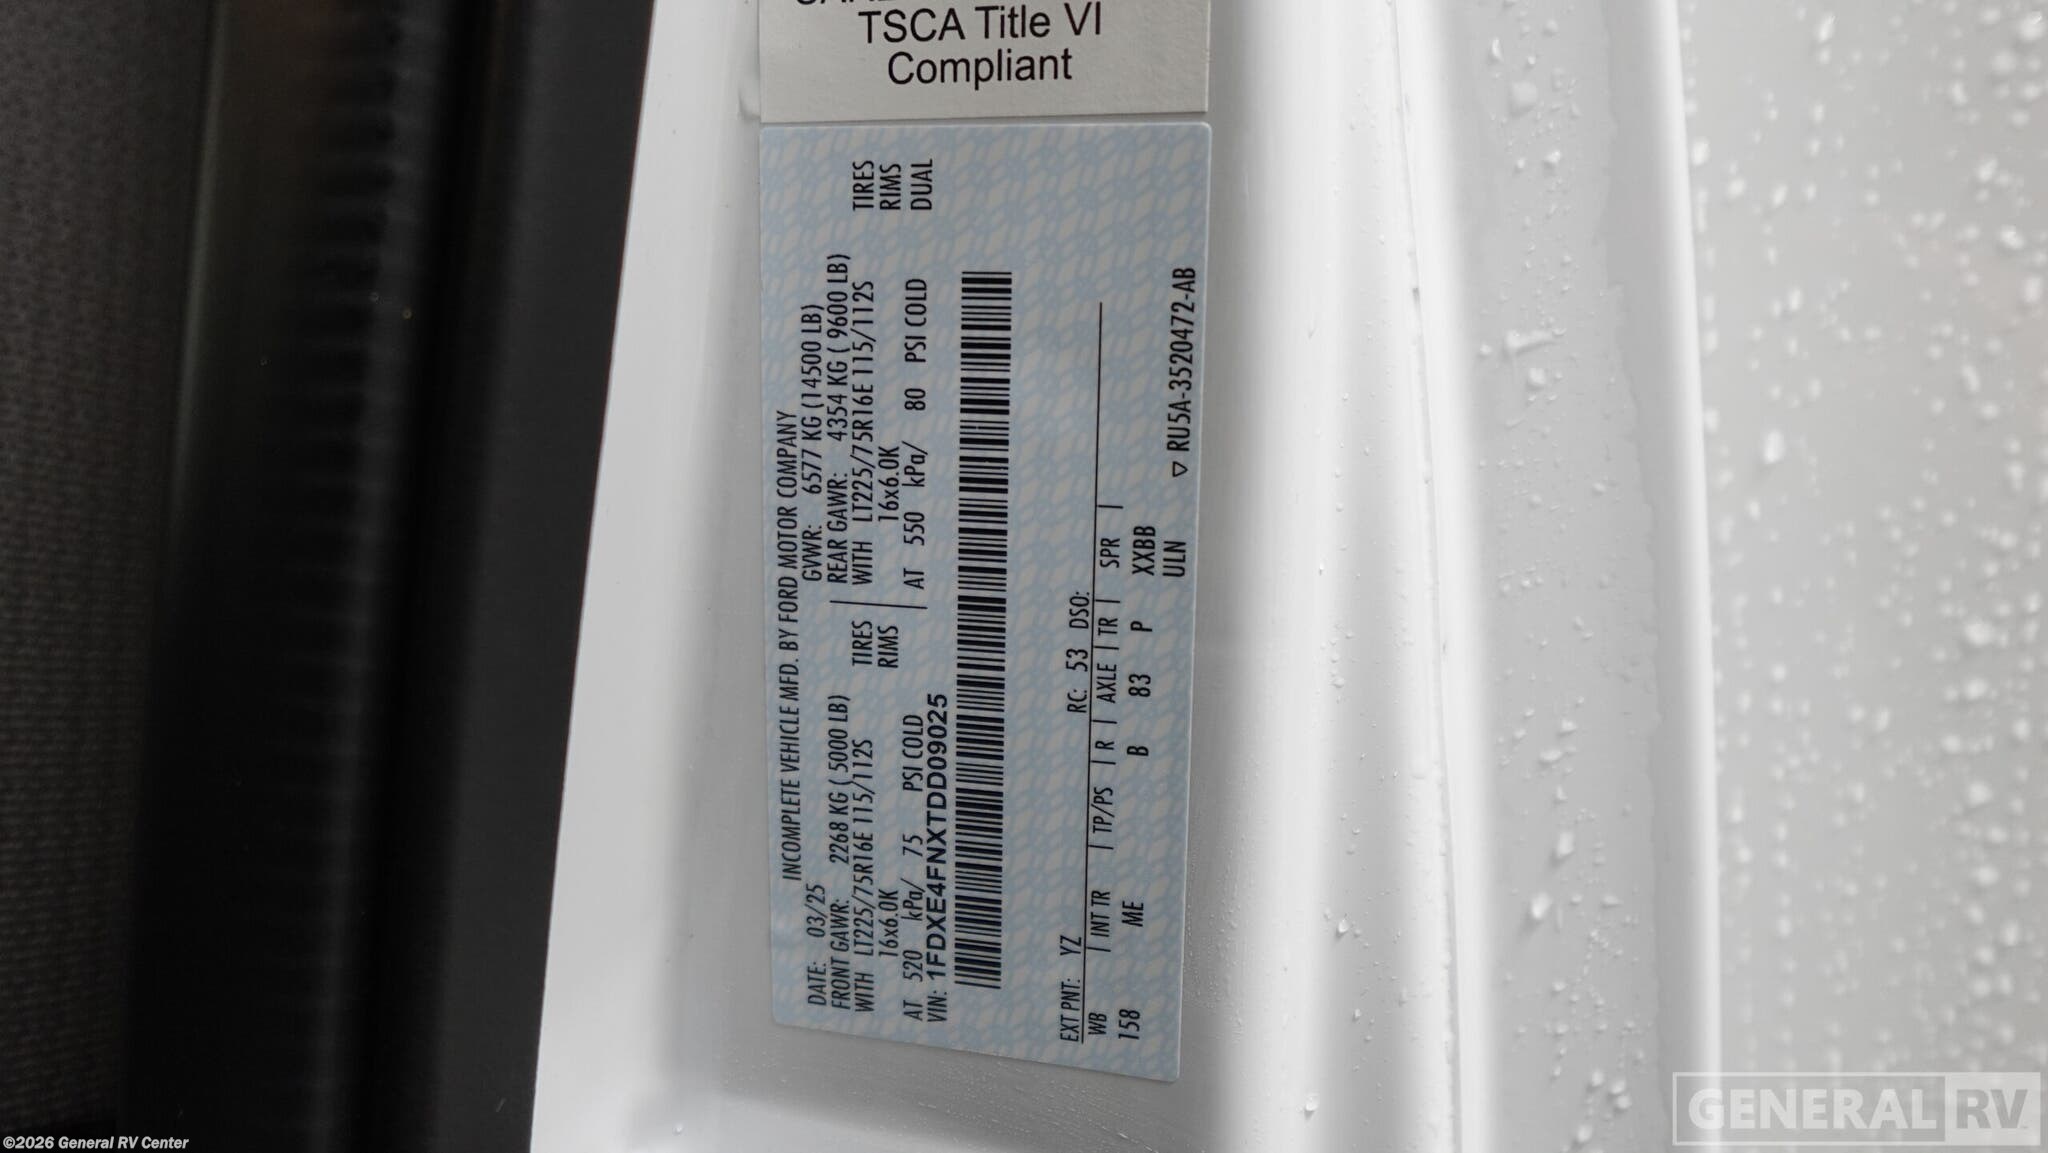 TSCA Title VI
Compliant
INCOMPLETE VEHICLE MFD. BY FORD MOTOR COMPANY
DATE: 03/25 GVWR: 6577 KG (14500 LB)
FRONT GAWR: 2268 KG ( 5000 LB) REAR GAWR: 4354 KG ( 9600 LB)
WITH LT225/75R16E 115/112S TIRES WITH LT225/75R16E 115/112S TIRES
16x6.0K RIMS 16x6.0K RIMS
AT 520 kPa/ 75 PSI COLD AT 550 kPa/ 80 PSI COLD DUAL
VIN: 1FDXE4FNXTDD09025
EXT PNT: YZ RC: 53 DSO:
WB | INT TR | TP/PS | R | AXLE | TR | SPR |
158 ME B 83 P XXBB
ULN
▽ RU5A-3520472-AB
©2026 General RV Center
GENERAL RV